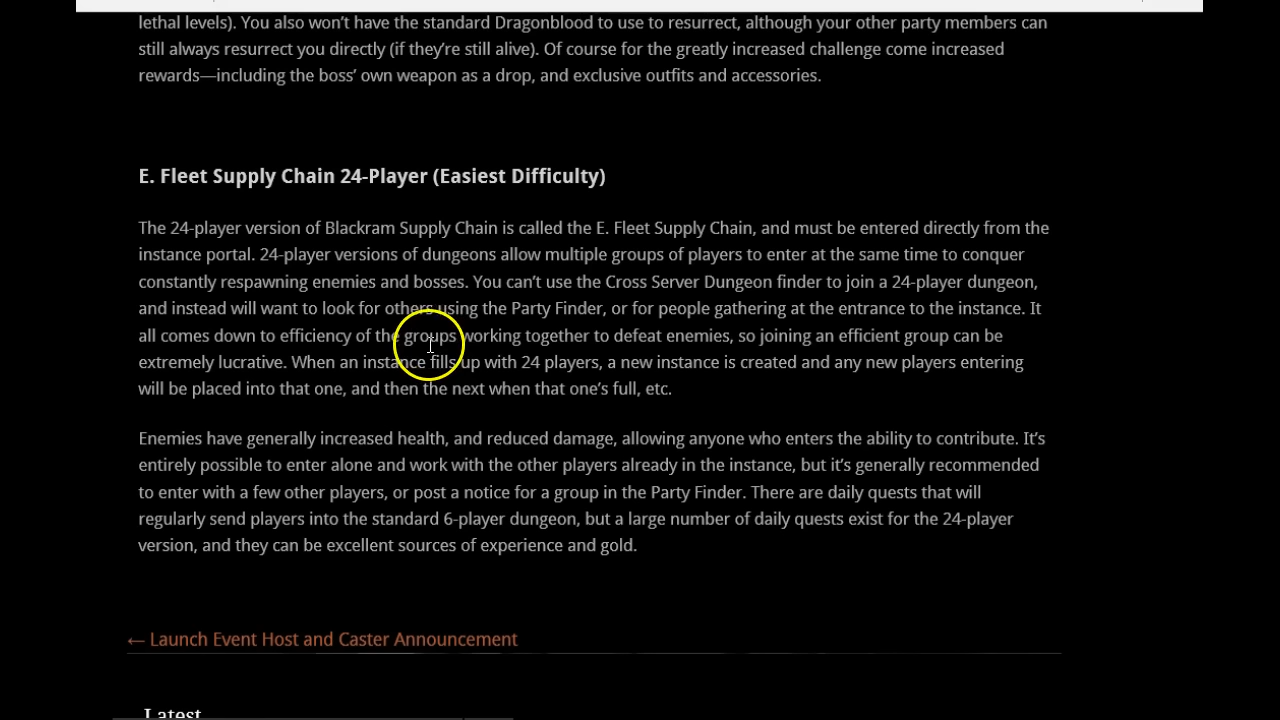 lethal levels). You also won’t have the standard Dragonblood to use to resurrect, although your other party members can
still always resurrect you directly (if they’re still alive). Of course for the greatly increased challenge come increased
rewards—including the boss’ own weapon as a drop, and exclusive outfits and accessories.
E. Fleet Supply Chain 24-Player (Easiest Difficulty)
The 24-player version of Blackram Supply Chain is called the E. Fleet Supply Chain, and must be entered directly from the
instance portal. 24-player versions of dungeons allow multiple groups of players to enter at the same time to conquer
constantly respawning enemies and bosses. You can’t use the Cross Server Dungeon finder to join a 24-player dungeon,
and instead will want to look for others using the Party Finder, or for people gathering at the entrance to the instance. It
all comes down to efficiency of the groups working together to defeat enemies, so joining an efficient group can be
extremely lucrative. When an instance fills up with 24 players, a new instance is created and any new players entering
will be placed into that one, and then the next when that one’s full, etc.
Enemies have generally increased health, and reduced damage, allowing anyone who enters the ability to contribute. It’s
entirely possible to enter alone and work with the other players already in the instance, but it’s generally recommended
to enter with a few other players, or post a notice for a group in the Party Finder. There are daily quests that will
regularly send players into the standard 6-player dungeon, but a large number of daily quests exist for the 24-player
version, and they can be excellent sources of experience and gold.
← Launch Event Host and Caster Announcement
Latest